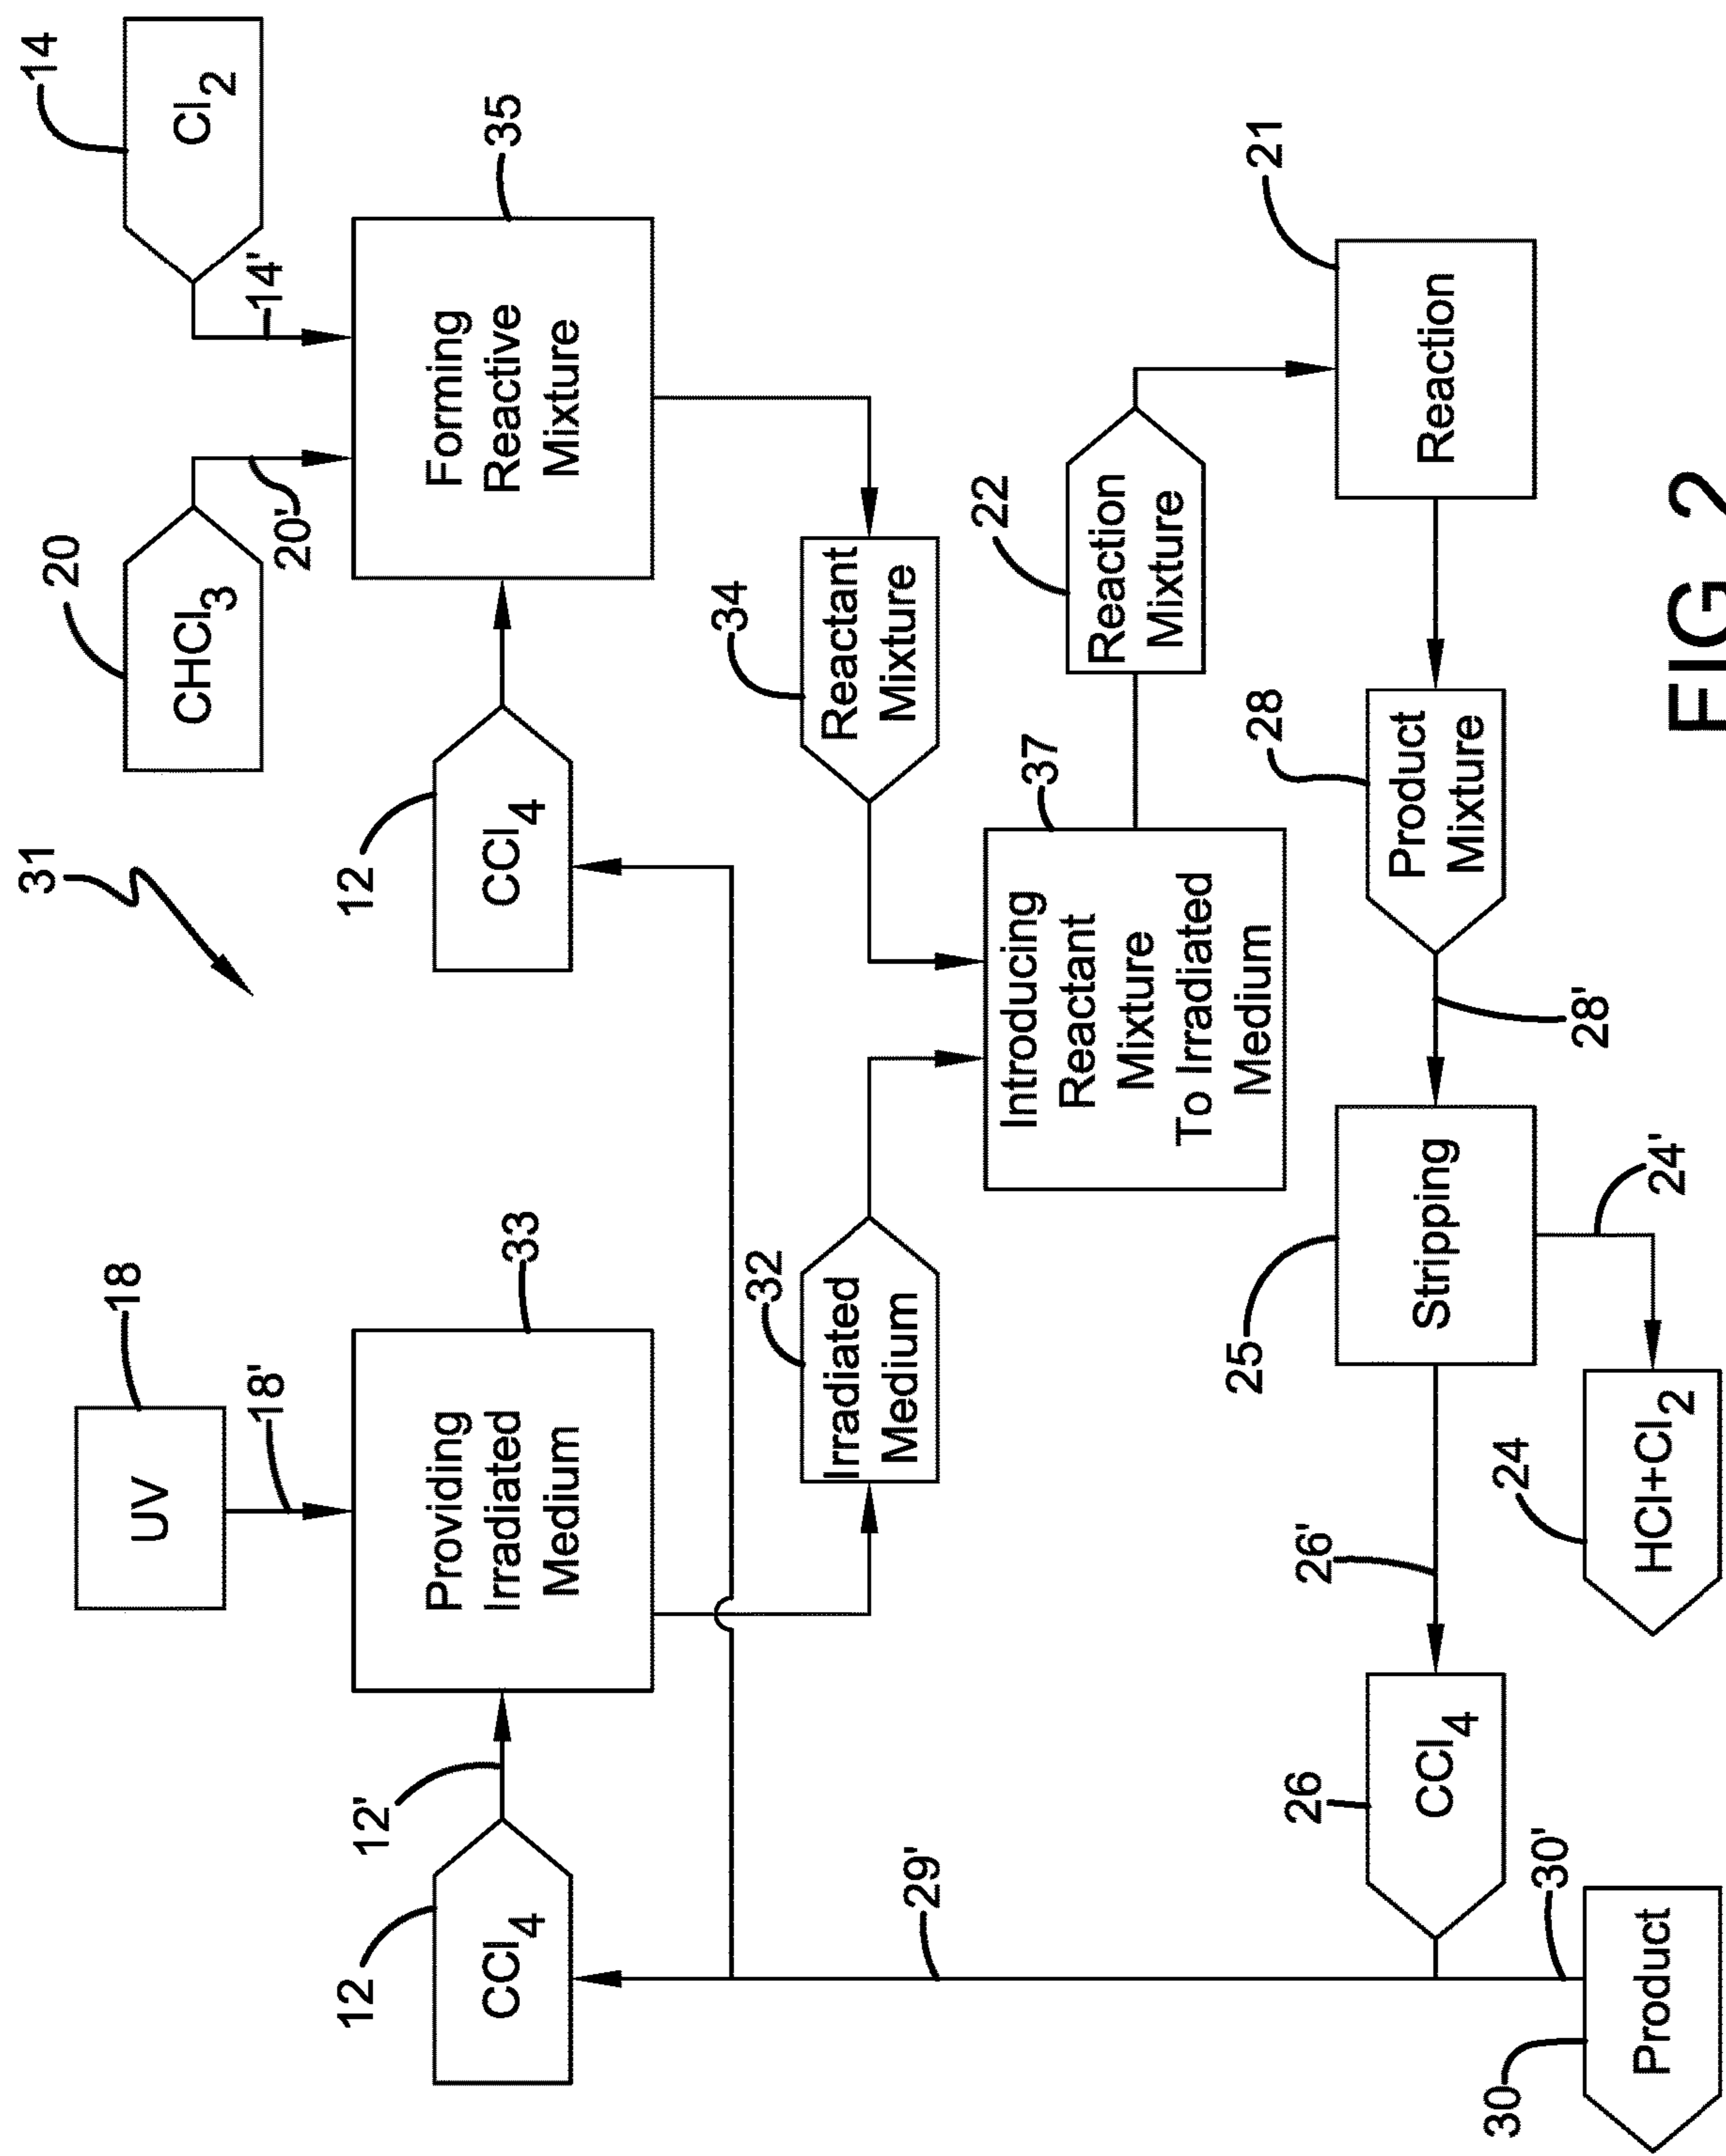 31
18
UV
18'
20
CHCl3
20'
14
Cl2
14'
12
CCl4
12'
33
Providing
Irradiated
Medium
12
CCl4
35
Forming
Reactive
Mixture
32
Irradiated
Medium
34
Reactant
Mixture
29'
37
Introducing
Reactant
Mixture
To Irradiated
Medium
22
Reaction
Mixture
26
CCl4
26'
25
Stripping
28'
28
Product
Mixture
21
Reaction
30
Product
30'
24
HCl+Cl2
24'
FIG. 2